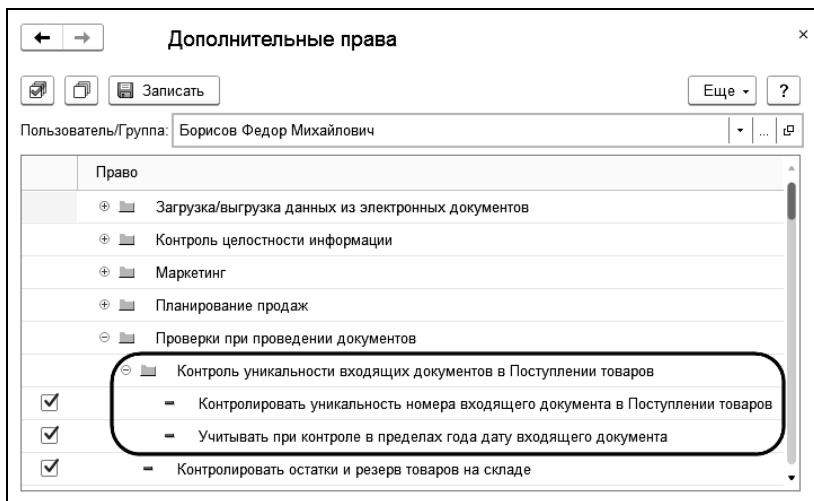 Дополнительные права
Записать
Еще
?
Пользователь/Группа: Борисов Федор Михайлович
...
Право
Загрузка/выгрузка данных из электронных документов
Контроль целостности информации
Маркетинг
Планирование продаж
Проверки при проведении документов
Контроль уникальности входящих документов в Поступлении товаров
Контролировать уникальность номера входящего документа в Поступлении товаров
Учитывать при контроле в пределах года дату входящего документа
Контролировать остатки и резерв товаров на складе